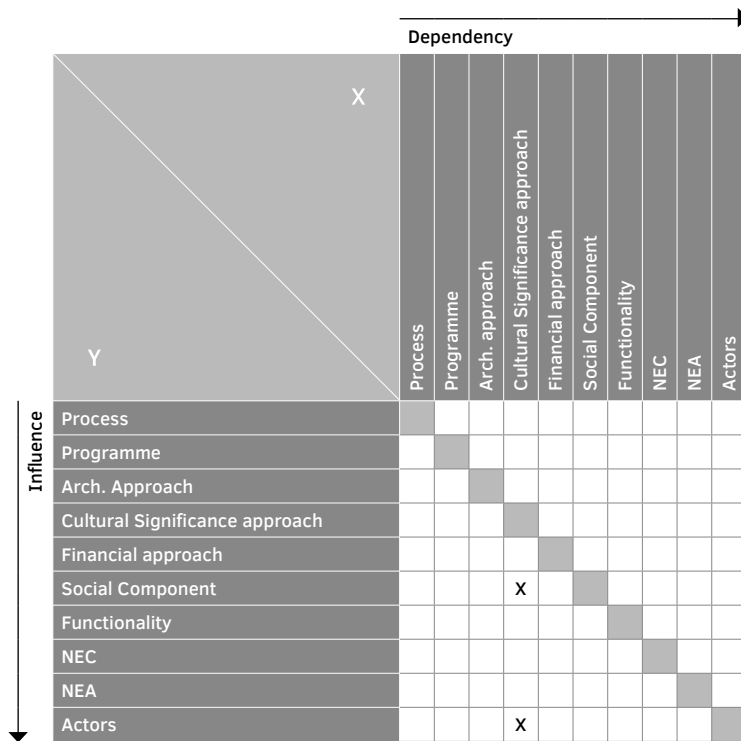 Dependency
X
Y
Process
Programme
Arch. approach
Cultural Significance approach
Financial approach
Social Component
Functionality
NEC
NEA
Actors
Influence
Process
Programme
Arch. Approach
Cultural Significance approach
Financial approach
Social Component X
Functionality
NEC
NEA
Actors X